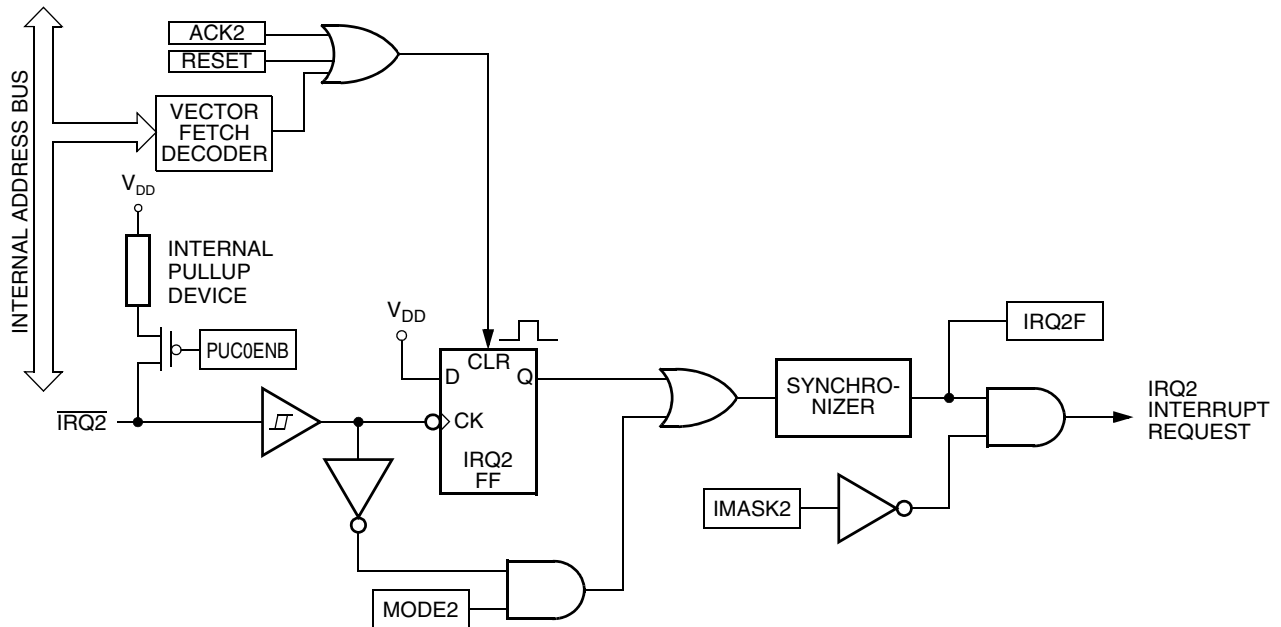 ACK2
RESET
VECTOR
FETCH
DECODER
INTERNAL ADDRESS BUS
VDD
INTERNAL
PULLUP
DEVICE
PUC0ENB
IRQ2
VDD
CLR
D
Q
CK
IRQ2
FF
SYNCHRO-
NIZER
IRQ2F
IRQ2
INTERRUPT
REQUEST
IMASK2
MODE2